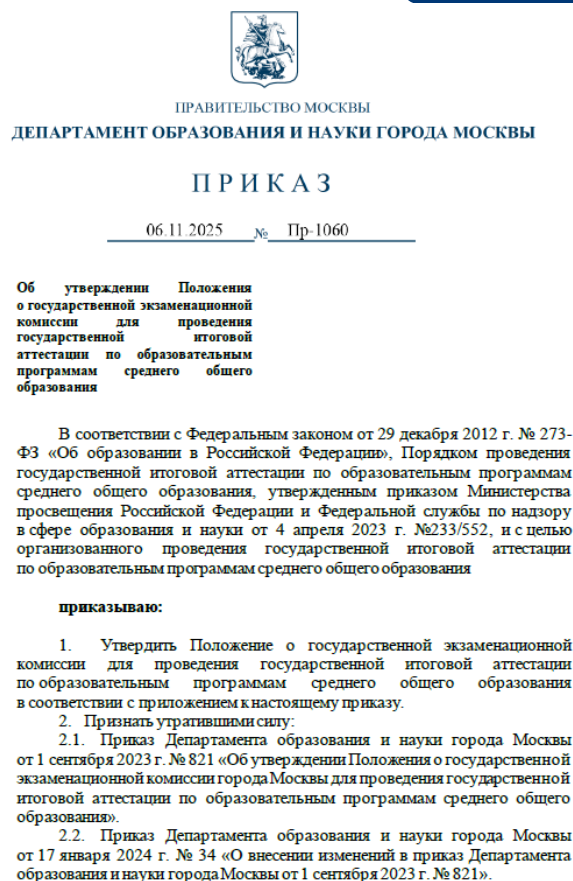 ПРАВИТЕЛЬСТВО МОСКВЫ
ДЕПАРТАМЕНТ ОБРАЗОВАНИЯ И НАУКИ ГОРОДА МОСКВЫ
ПРИКАЗ
06.11.2025 № Пр-1060
Об утверждении Положения
о государственной экзаменационной
комиссии для проведения
государственной итоговой
аттестации по образовательным
программам среднего общего
образования
В соответствии с Федеральным законом от 29 декабря 2012 г. № 273-
ФЗ «Об образовании в Российской Федерации», Порядком проведения
государственной итоговой аттестации по образовательным программам
среднего общего образования, утвержденным приказом Министерства
просвещения Российской Федерации и Федеральной службы по надзору
в сфере образования и науки от 4 апреля 2023 г. №233/552, и с целью
организованного проведения государственной итоговой аттестации
по образовательным программам среднего общего образования
приказываю:
1. Утвердить Положение о государственной экзаменационной
комиссии для проведения государственной итоговой аттестации
по образовательным программам среднего общего образования
в соответствии с приложением к настоящему приказу.
2. Признать утратившими силу:
2.1. Приказ Департамента образования и науки города Москвы
от 1 сентября 2023 г. № 821 «Об утверждении Положения о государственной
экзаменационной комиссии города Москвы для проведения государственной
итоговой аттестации по образовательным программам среднего общего
образования».
2.2. Приказ Департамента образования и науки города Москвы
от 17 января 2024 г. № 34 «О внесении изменений в приказ Департамента
образования и науки города Москвы от 1 сентября 2023 г. № 821».